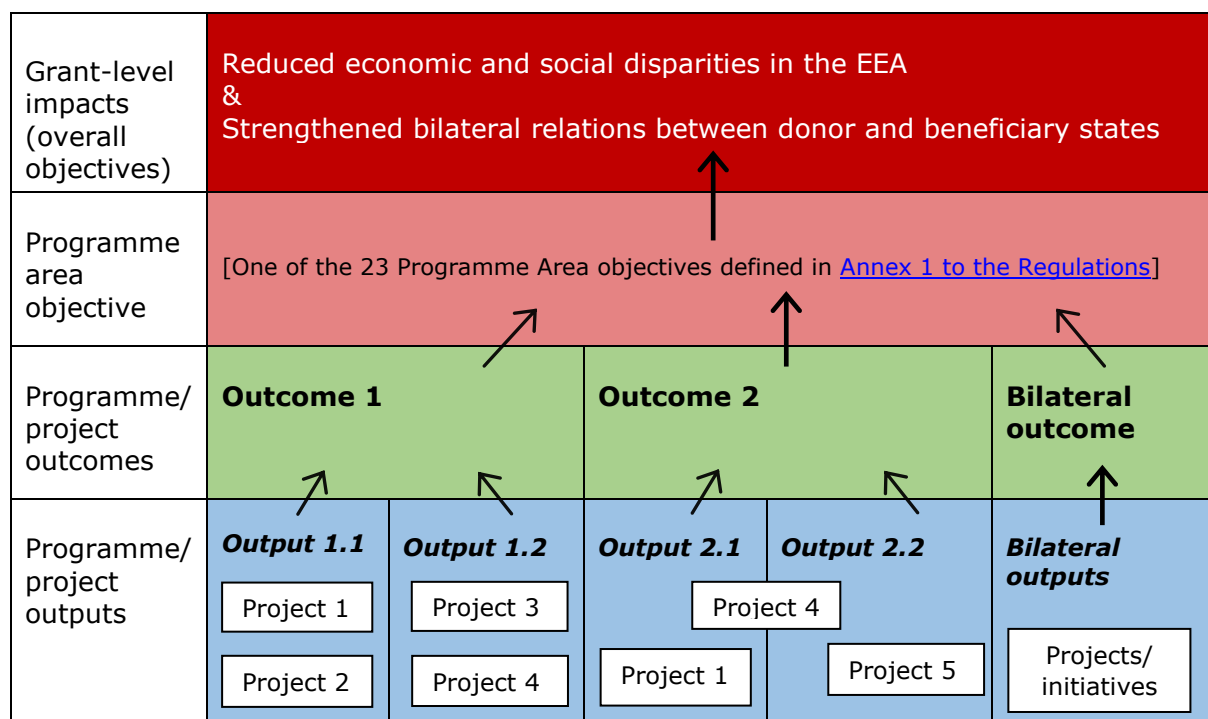 Grant-level
impacts
(overall
objectives)
Reduced economic and social disparities in the EEA
&
Strengthened bilateral relations between donor and beneficiary states
Programme
area
objective
[One of the 23 Programme Area objectives defined in Annex 1 to the Regulations]
Programme/
project
outcomes
Outcome 1
Outcome 2
Bilateral
outcome
Programme/
project
outputs
Output 1.1
Project 1
Project 2
Output 1.2
Project 3
Project 4
Output 2.1
Output 2.2
Project 4
Project 1
Project 5
Bilateral
outputs
Projects/
initiatives